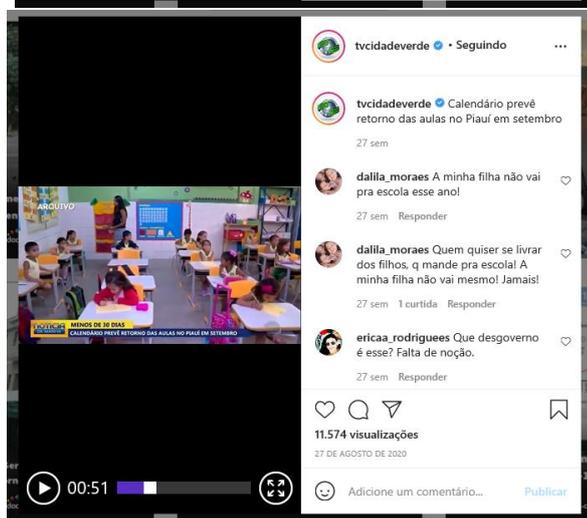 tvcidadeverde • Seguindo
tvcidadeverde Calendário prevê
retorno das aulas no Piauí em setembro
27 sem
dalila_moraes A minha filha não vai
pra escola esse ano!
27 sem Responder
dalila_moraes Quem quiser se livrar
dos filhos, q mande pra escola! A
minha filha não vai mesmo! Jamais!
27 sem 1 curtida Responder
ericaa_rodriguees Que desgoverno
é esse? Falta de noção.
27 sem Responder
11.574 visualizações
27 DE AGOSTO DE 2020
Adicione um comentário... Publicar
ARQUIVO
NOTÍCIA
DA MANHÃ
MENOS DE 30 DIAS
CALENDÁRIO PREVÊ RETORNO DAS AULAS NO PIAUÍ EM SETEMBRO
00:51